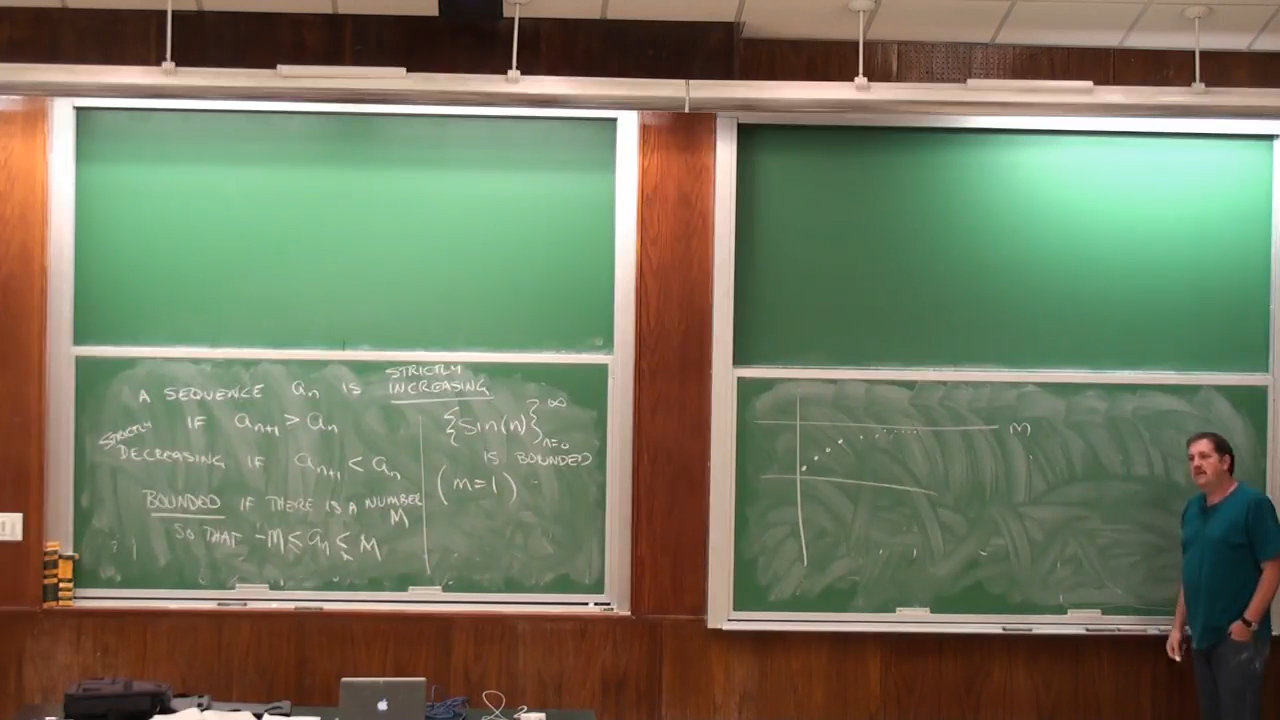 A SEQUENCE an IS STRICTLY INCREASING
IF an+1 > an
STRICTLY
DECREASING IF an+1 < an
BOUNDED IF THERE IS A NUMBER
M
SO THAT -M ≤ an ≤ M
{Sin(n)}∞n=0
IS BOUNDED
(M=1)
M